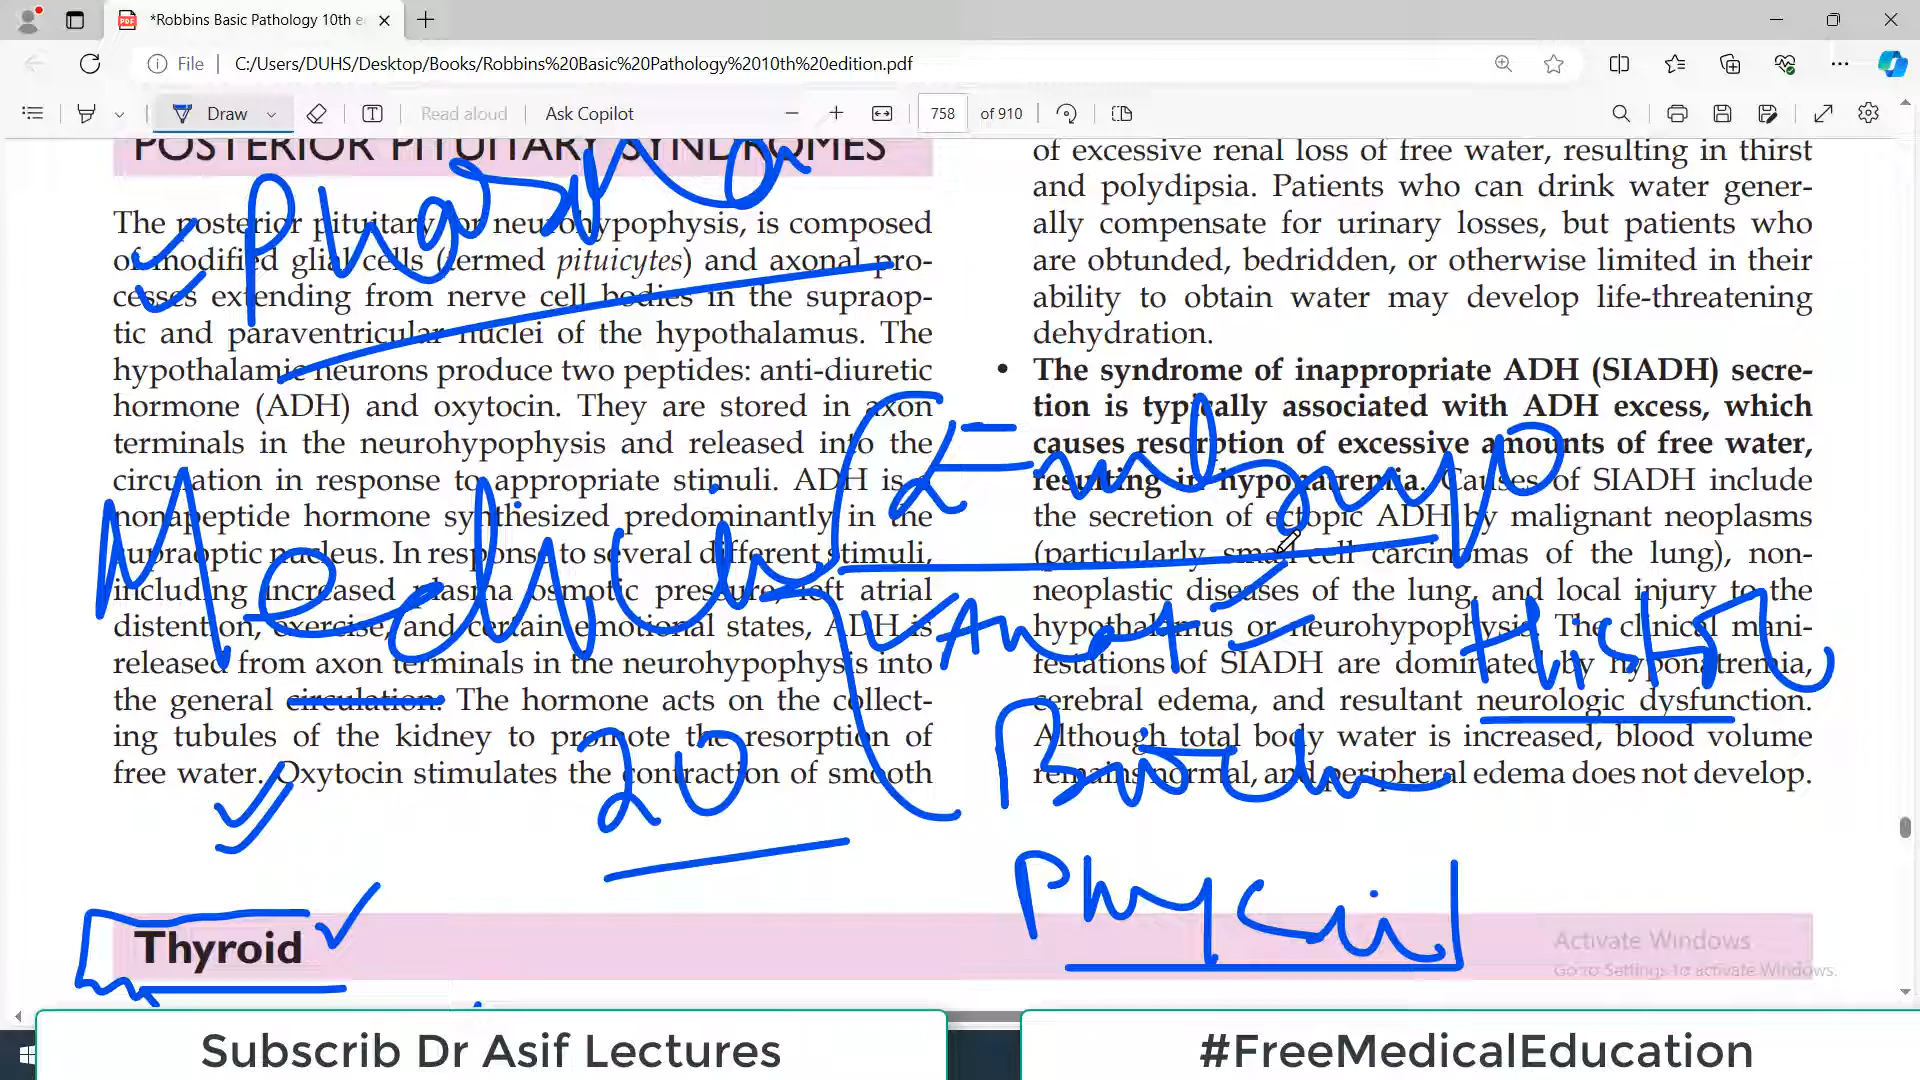 *Robbins Basic Pathology 10th e
File
C:/Users/DUHS/Desktop/Books/Robbins%20Basic%20Pathology%2010th%20edition.pdf
Draw
Read aloud
Ask Copilot
758
of 910
POSTERIOR PITUITARY SYNDROMES
Pharma
The posterior pituitary, or neurohypophysis, is composed
of modified glial cells (termed pituicytes) and axonal pro-
cesses extending from nerve cell bodies in the supraop-
tic and paraventricular nuclei of the hypothalamus. The
hypothalamic neurons produce two peptides: anti-diuretic
hormone (ADH) and oxytocin. They are stored in axon
terminals in the neurohypophysis and released into the
circulation in response to appropriate stimuli. ADH is a
nonapeptide hormone synthesized predominantly in the
supraoptic nucleus. In response to several different stimuli,
including increased plasma osmotic pressure, left atrial
distention, exercise, and certain emotional states, ADH is
released from axon terminals in the neurohypophysis into
the general circulation. The hormone acts on the collect-
ing tubules of the kidney to promote the resorption of
free water. Oxytocin stimulates the contraction of smooth
Medicine
20
Thyroid
of excessive renal loss of free water, resulting in thirst
and polydipsia. Patients who can drink water gener-
ally compensate for urinary losses, but patients who
are obtunded, bedridden, or otherwise limited in their
ability to obtain water may develop life-threatening
dehydration.
• The syndrome of inappropriate ADH (SIADH) secre-
tion is typically associated with ADH excess, which
causes resorption of excessive amounts of free water,
resulting in hyponatremia. Causes of SIADH include
the secretion of ectopic ADH by malignant neoplasms
(particularly small-cell carcinomas of the lung), non-
neoplastic diseases of the lung, and local injury to the
hypothalamus or neurohypophysis. The clinical mani-
festations of SIADH are dominated by hyponatremia,
cerebral edema, and resultant neurologic dysfunction.
Although total body water is increased, blood volume
remains normal, and peripheral edema does not develop.
Anat
Histo
Biochm
Activate Windows
Go to Settings to activate Windows.
Subscrib Dr Asif Lectures
#FreeMedicalEducation